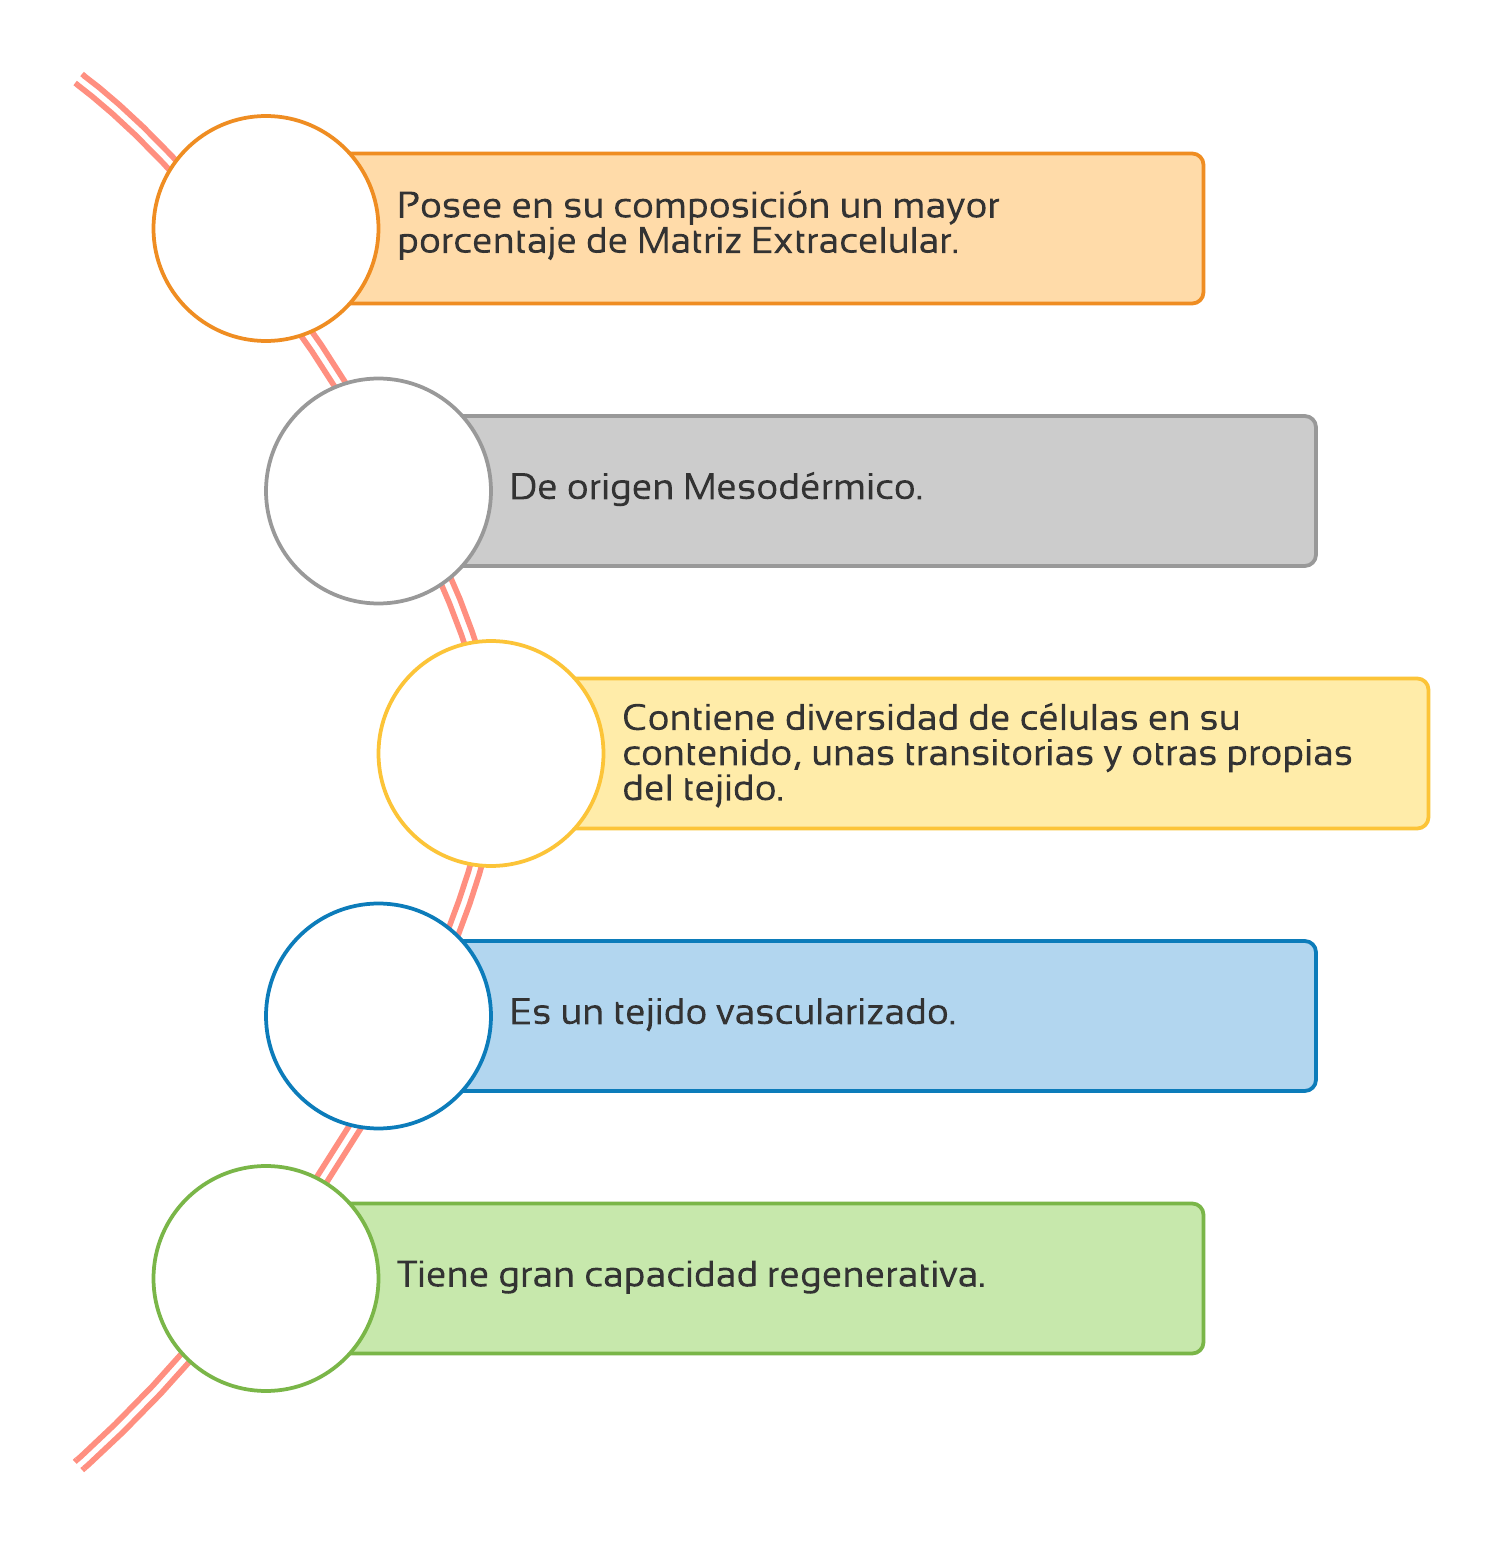 Posee en su composición un mayor
porcentaje de Matriz Extracelular.
De origen Mesodérmico.
Contiene diversidad de células en su
contenido, unas transitorias y otras propias
del tejido.
Es un tejido vascularizado.
Tiene gran capacidad regenerativa.